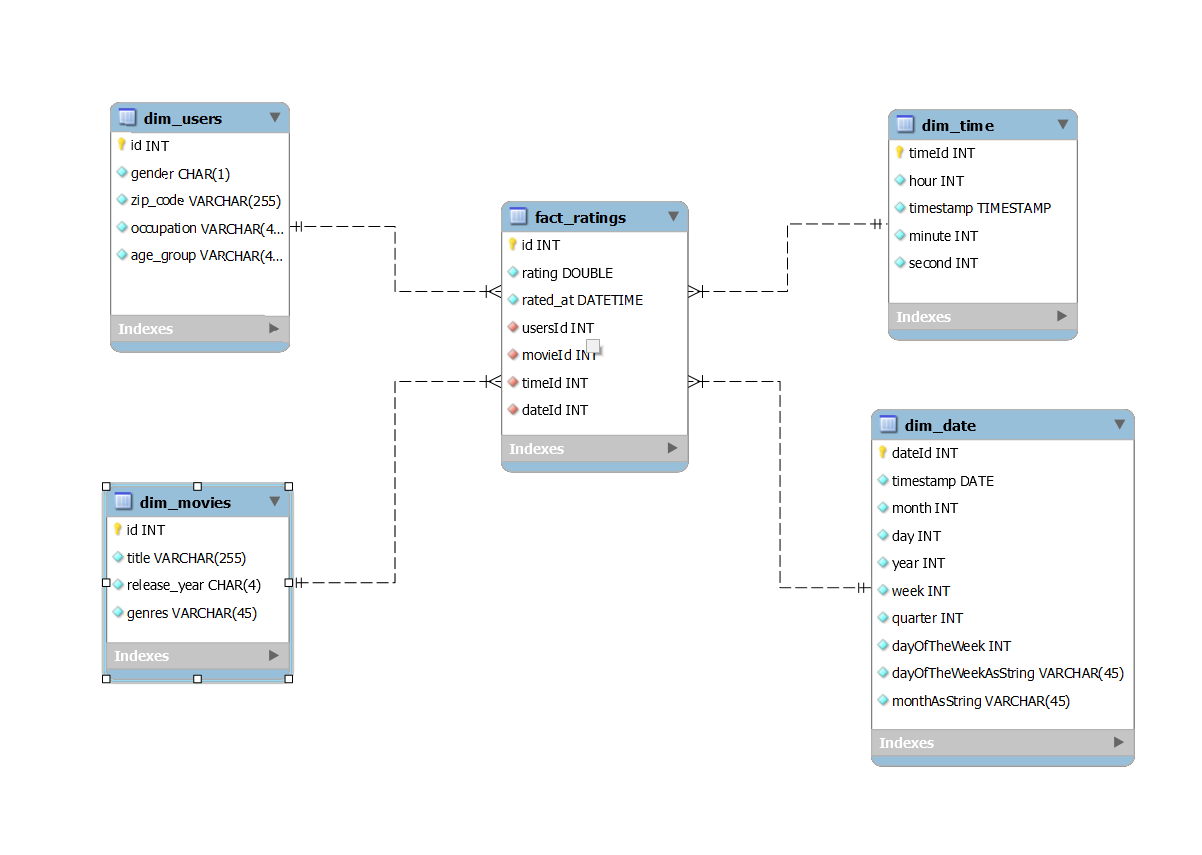 dim_users
id INT
gender CHAR(1)
zip_code VARCHAR(255)
occupation VARCHAR(4...
age_group VARCHAR(4...
Indexes
dim_movies
id INT
title VARCHAR(255)
release_year CHAR(4)
genres VARCHAR(45)
Indexes
fact_ratings
id INT
rating DOUBLE
rated_at DATETIME
usersId INT
movieId INT
timeId INT
dateId INT
Indexes
dim_time
timeId INT
hour INT
timestamp TIMESTAMP
minute INT
second INT
Indexes
dim_date
dateId INT
timestamp DATE
month INT
day INT
year INT
week INT
quarter INT
dayOfTheWeek INT
dayOfTheWeekAsString VARCHAR(45)
monthAsString VARCHAR(45)
Indexes